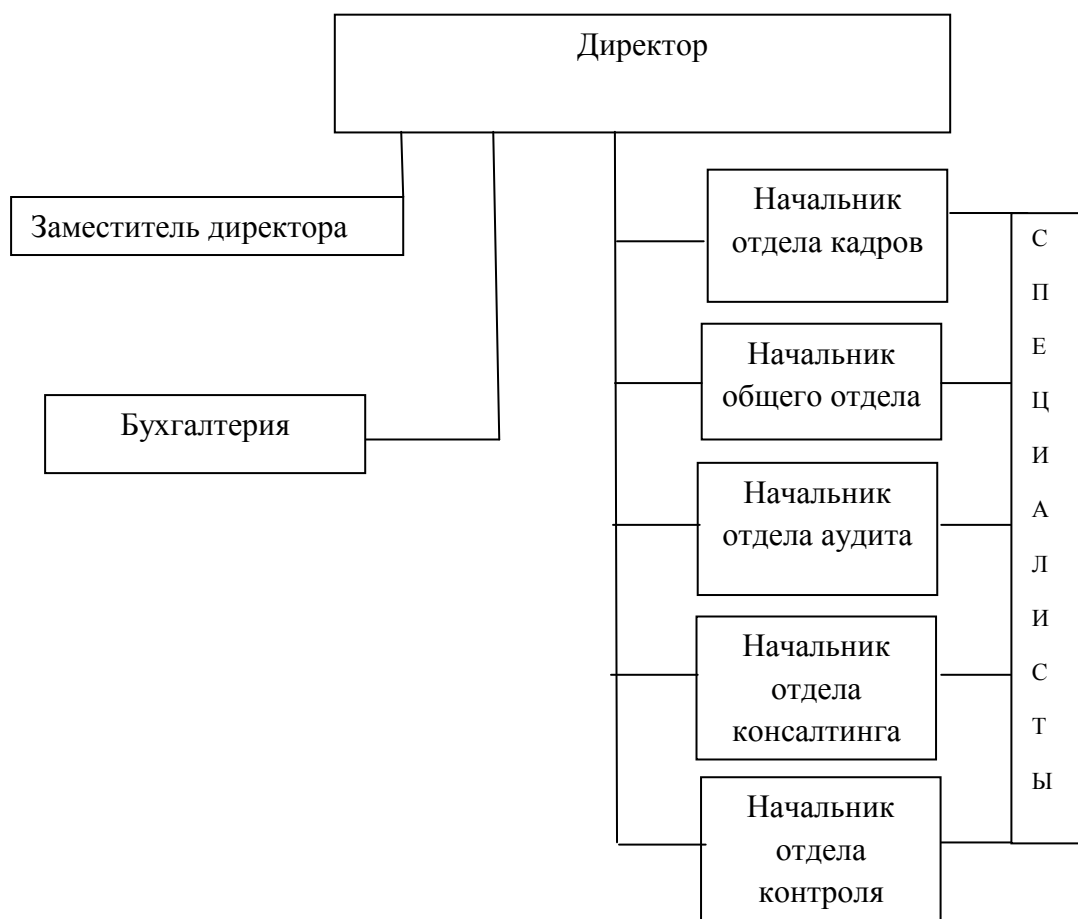 Директор
Заместитель директора
Бухгалтерия
Начальник
отдела кадров
Начальник
общего отдела
Начальник
отдела аудита
Начальник
отдела
консалтинга
Начальник
отдела
контроля
С
П
Е
Ц
И
А
Л
И
С
Т
Ы